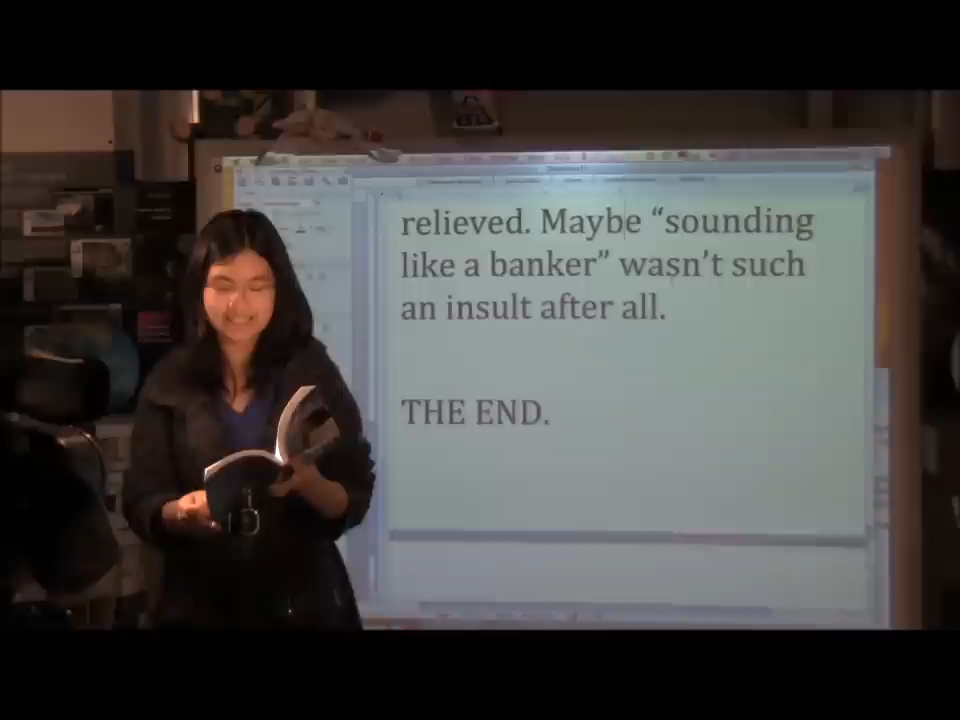 relieved. Maybe “sounding
like a banker” wasn’t such
an insult after all.
THE END.